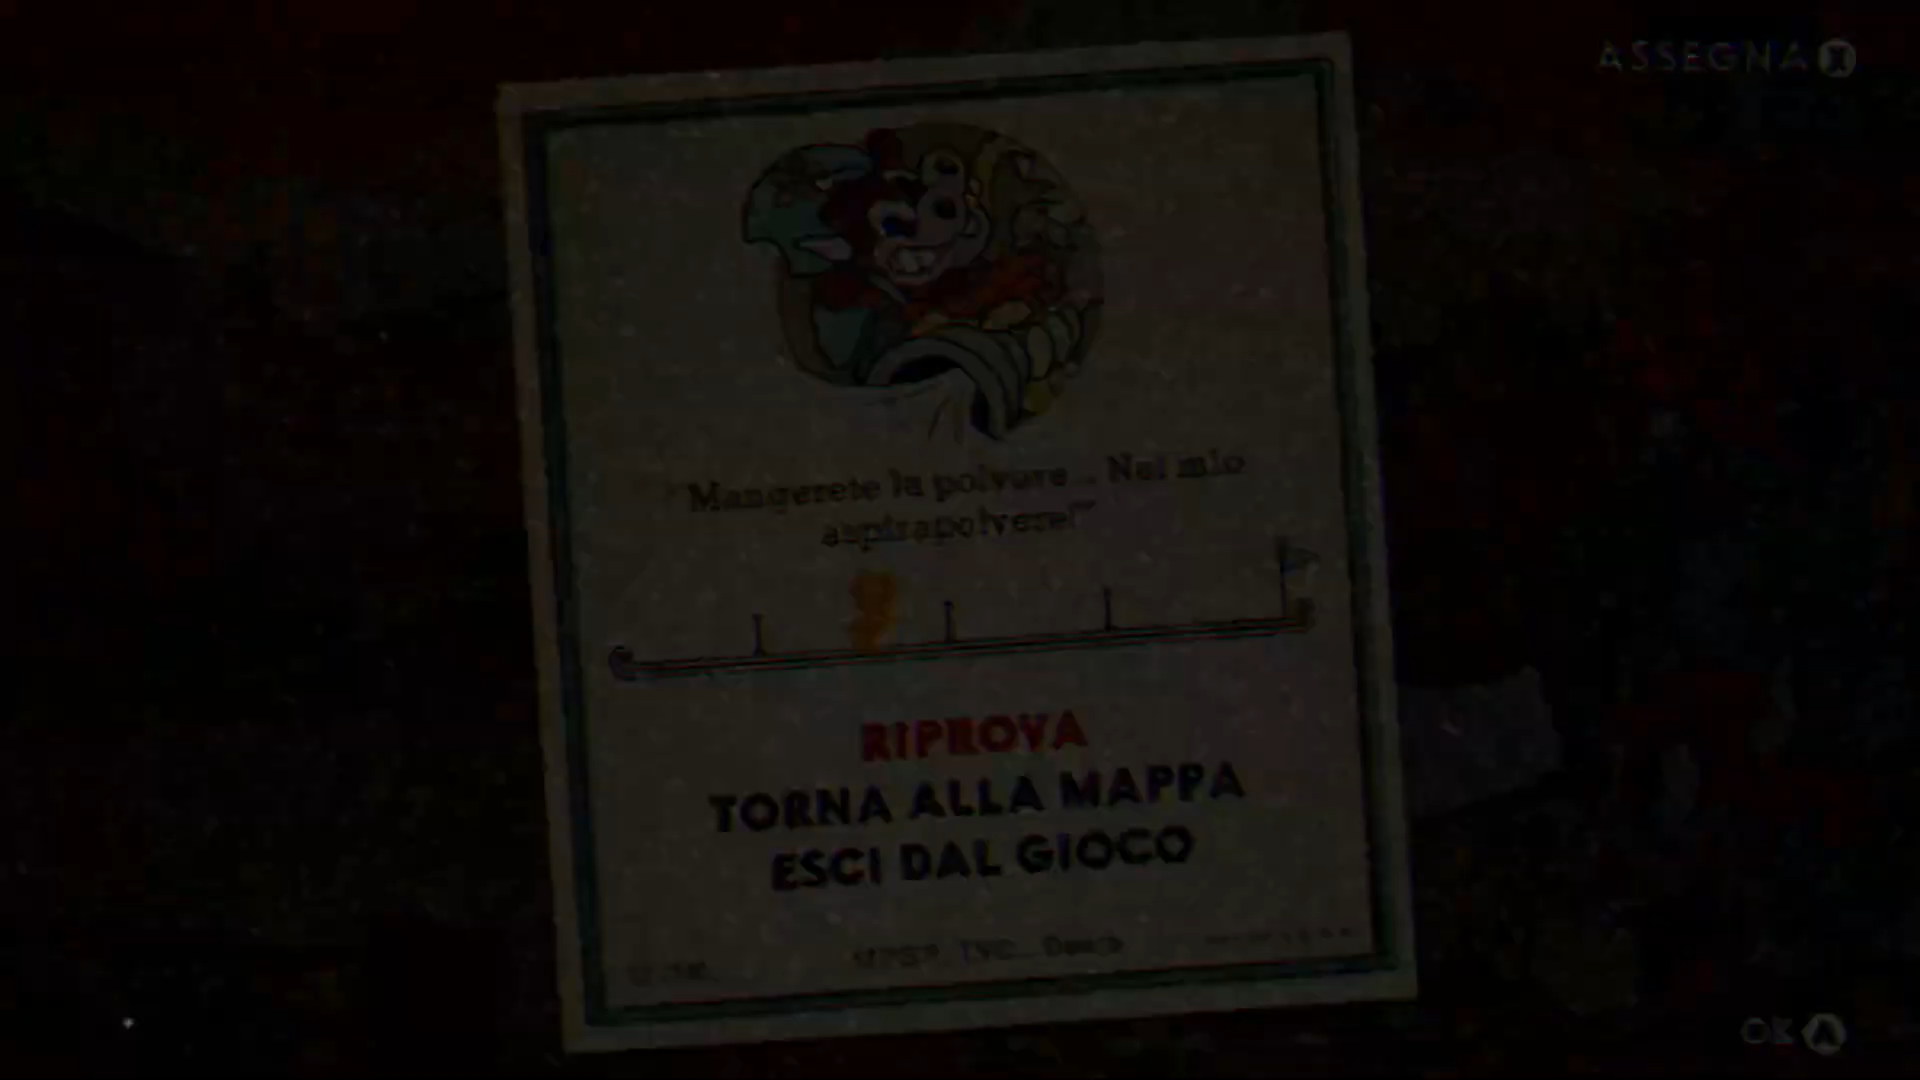 ASSEGNA X
"Mangerete la polvere... Nel mio
aspirapolvere!"
RIPROVA
TORNA ALLA MAPPA
ESCI DAL GIOCO
OK A